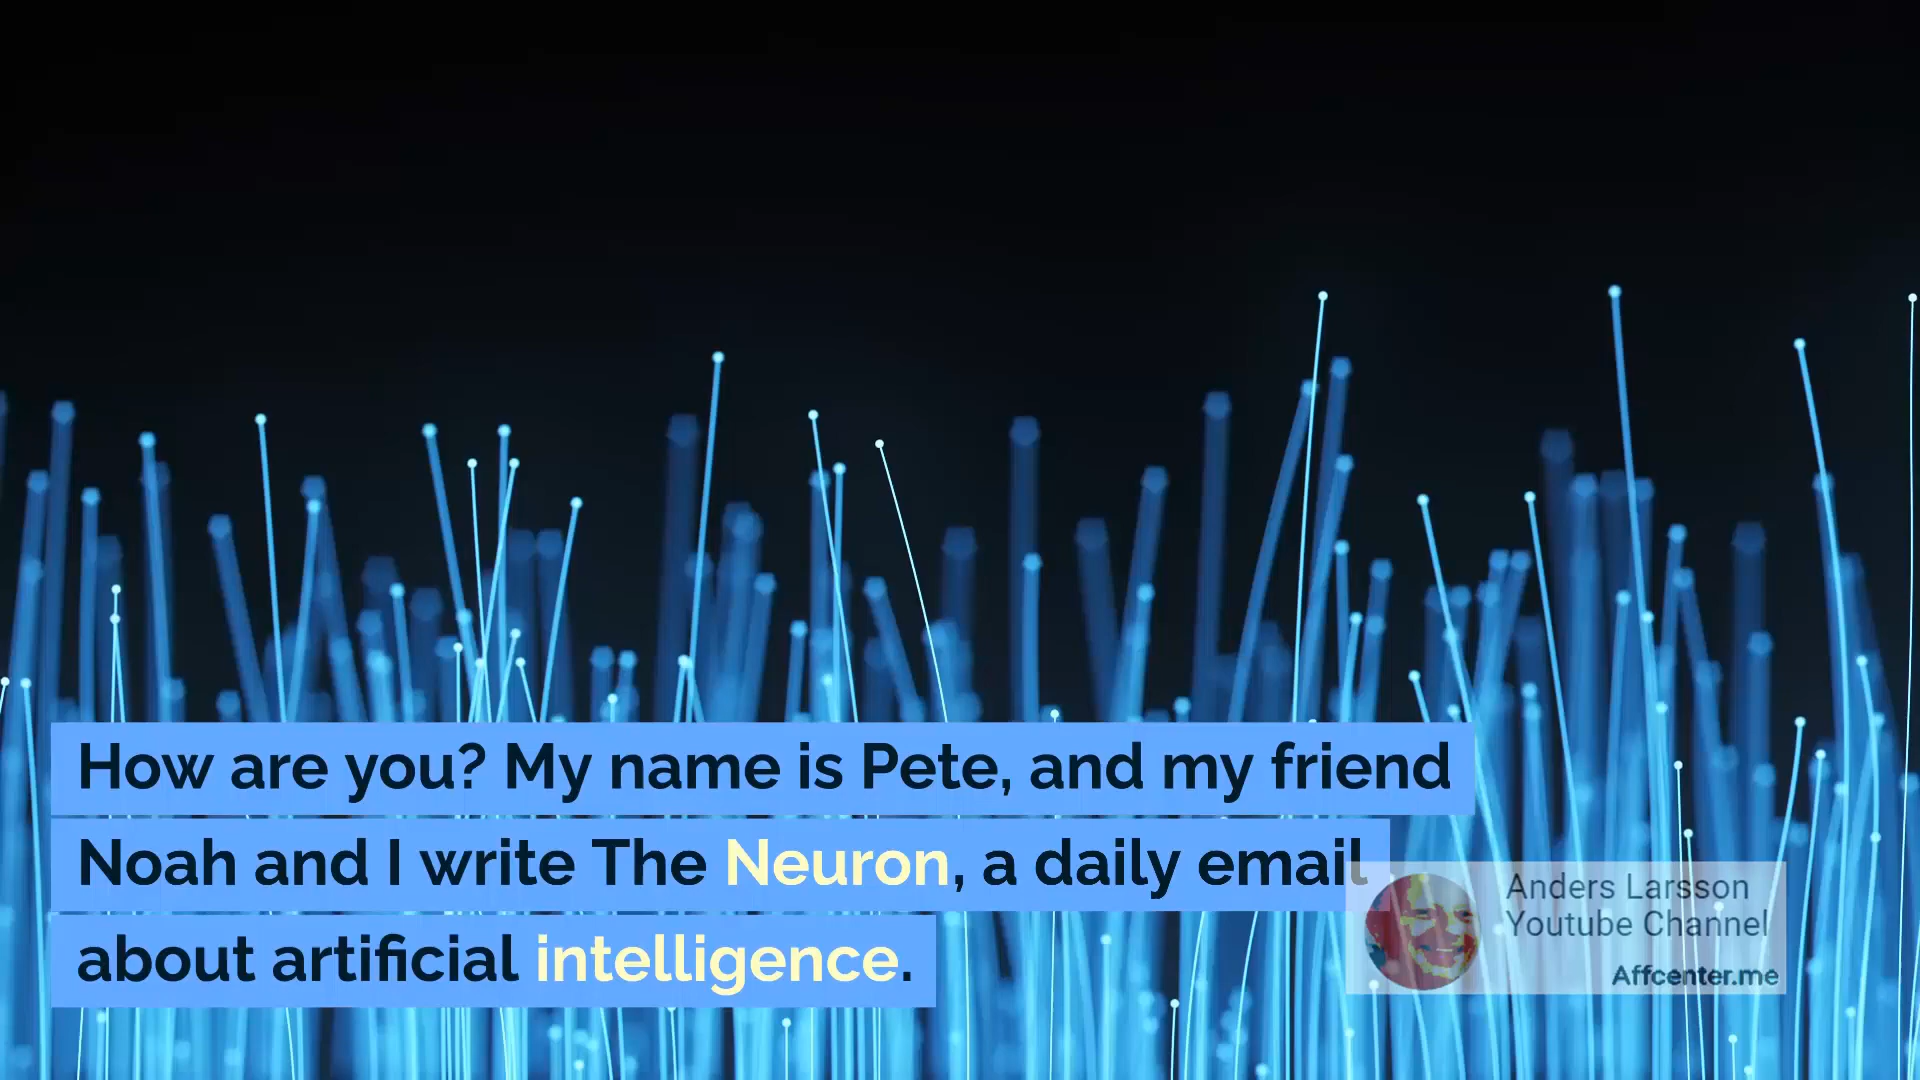 How are you? My name is Pete, and my friend
Noah and I write The Neuron, a daily email
about artificial intelligence.
Anders Larsson
Youtube Channel
Affcenter.me